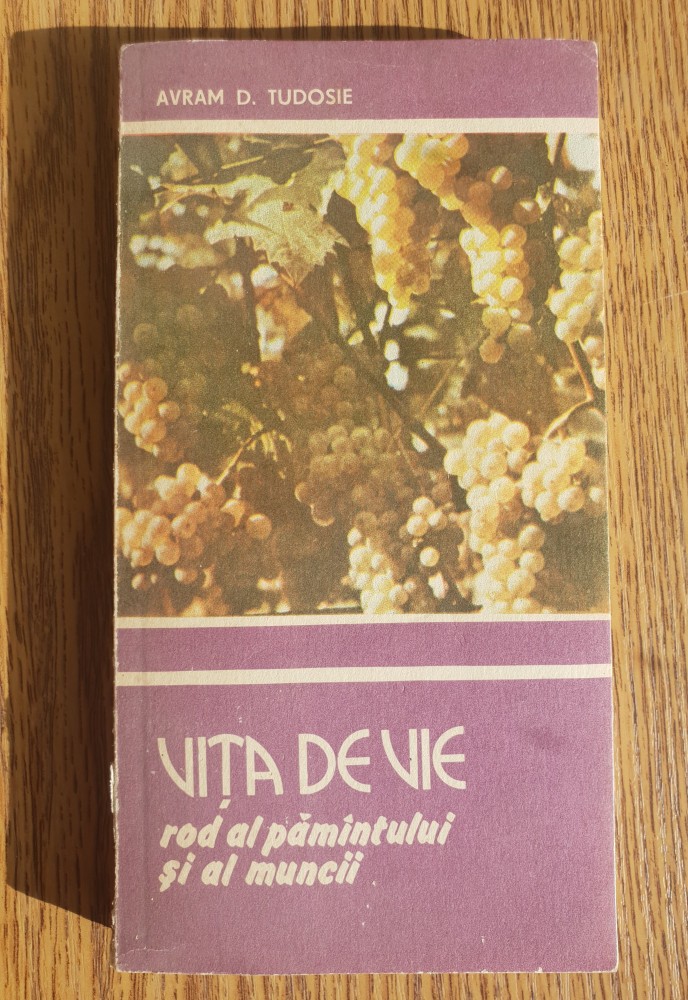 AVRAM D. TUDOSIE
VIȚA DE VIE
rod al pămîntului
și al muncii